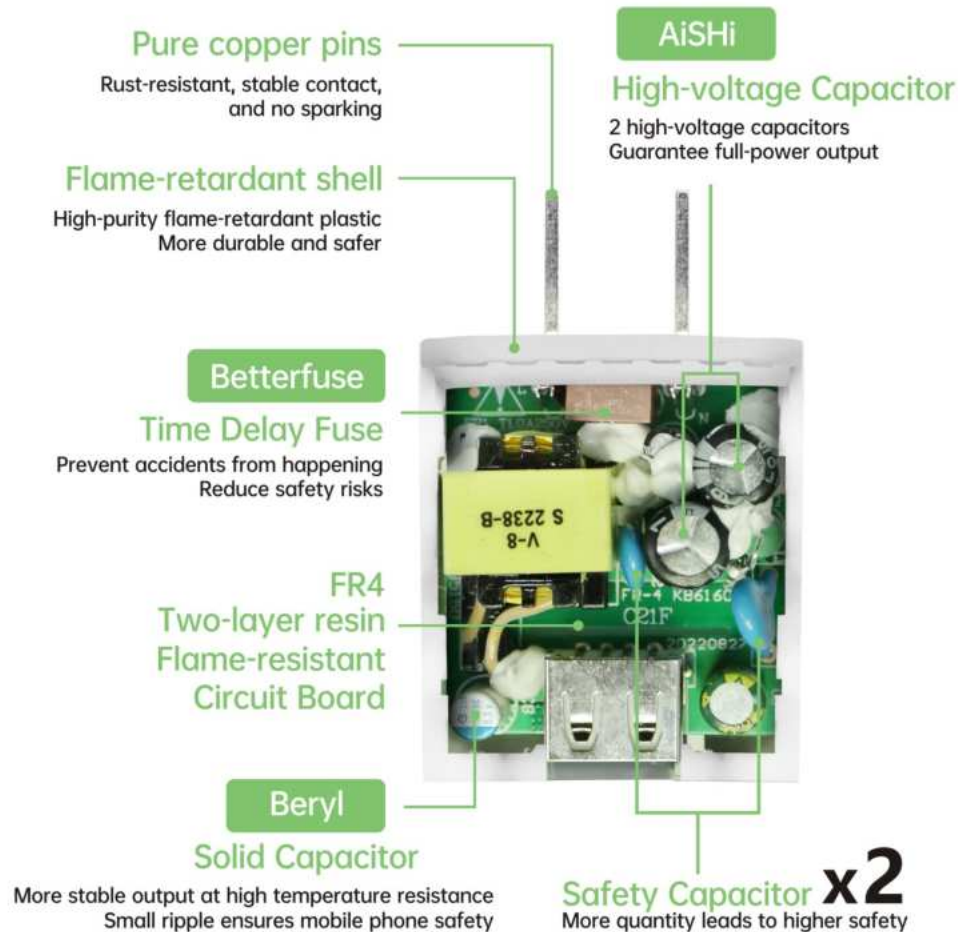 Pure copper pins
Rust-resistant, stable contact,
and no sparking
AiSHi
High-voltage Capacitor
2 high-voltage capacitors
Guarantee full-power output
Flame-retardant shell
High-purity flame-retardant plastic
More durable and safer
Betterfuse
Time Delay Fuse
Prevent accidents from happening
Reduce safety risks
N
S 2238-B
V-8
FR4
Two-layer resin
Flame-resistant
Circuit Board
FR-4 KB616C
C21F
20220827
Beryl
Solid Capacitor
More stable output at high temperature resistance
Small ripple ensures mobile phone safety
Safety Capacitor x2
More quantity leads to higher safety